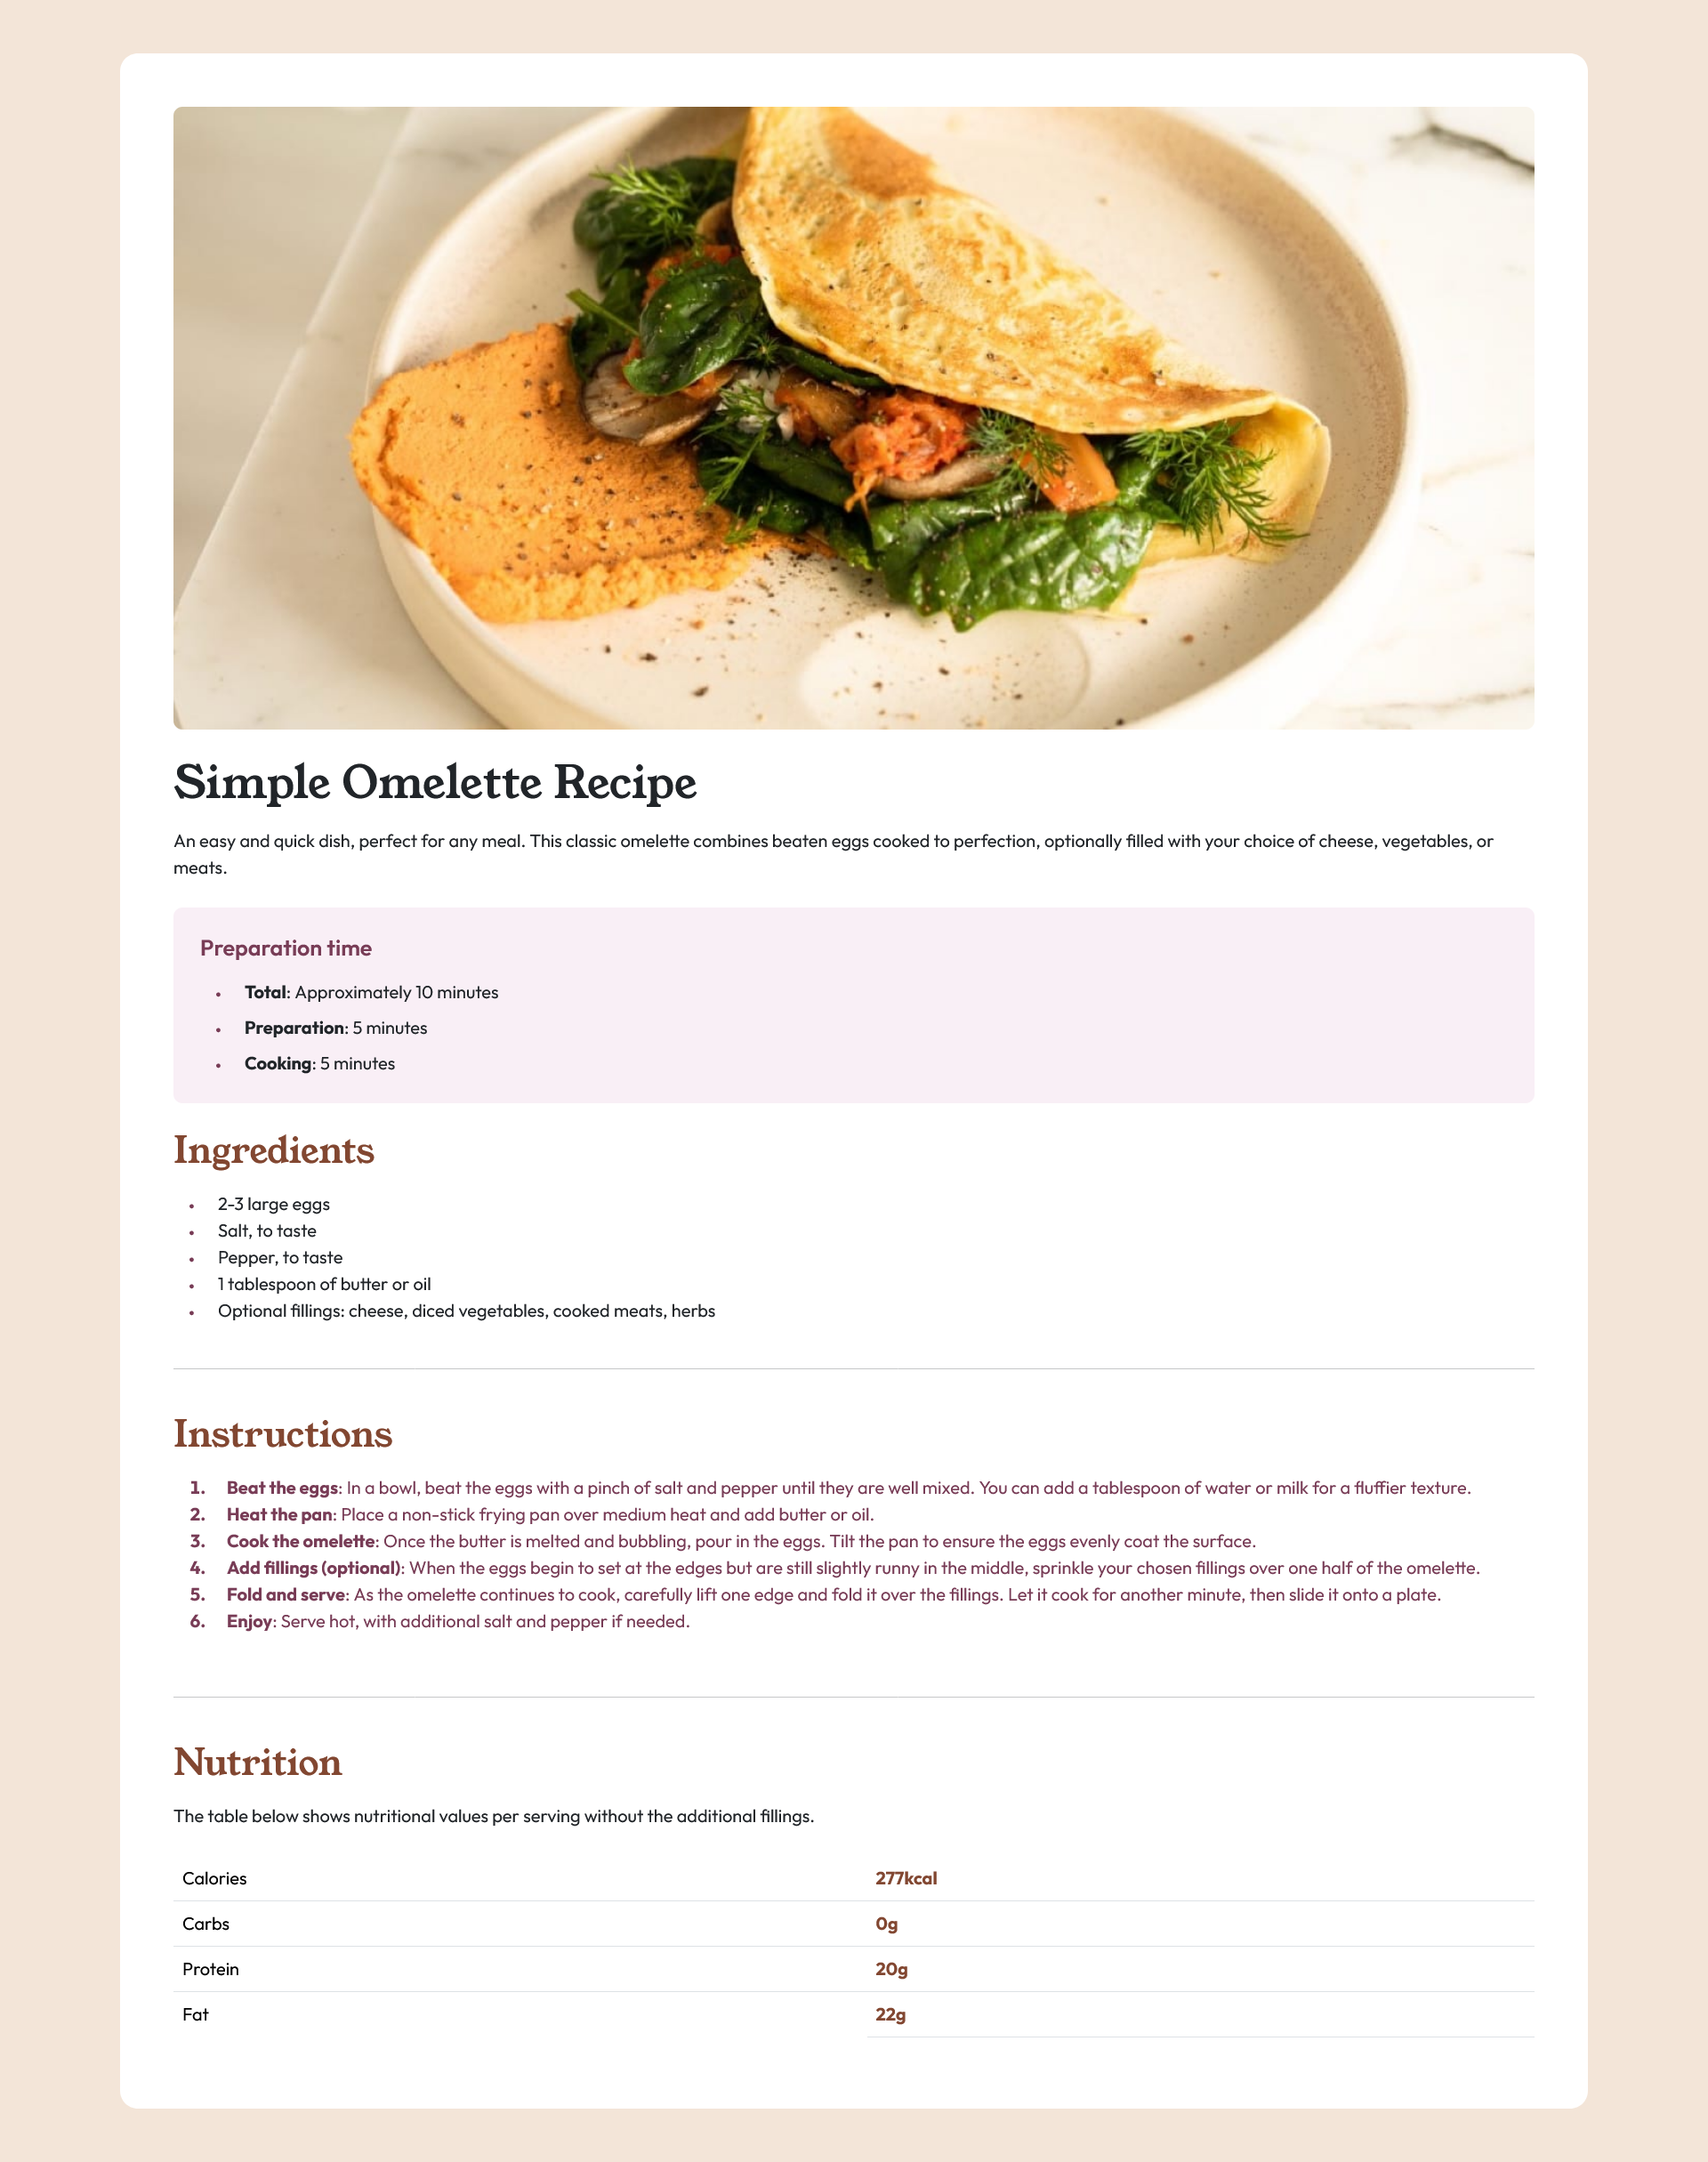 Simple Omelette Recipe
An easy and quick dish, perfect for any meal. This classic omelette combines beaten eggs cooked to perfection, optionally filled with your choice of cheese, vegetables, or
meats.
Preparation time
• Total: Approximately 10 minutes
• Preparation: 5 minutes
• Cooking: 5 minutes
Ingredients
• 2-3 large eggs
• Salt, to taste
• Pepper, to taste
• 1 tablespoon of butter or oil
• Optional fillings: cheese, diced vegetables, cooked meats, herbs
Instructions
1. Beat the eggs: In a bowl, beat the eggs with a pinch of salt and pepper until they are well mixed. You can add a tablespoon of water or milk for a fluffier texture.
2. Heat the pan: Place a non-stick frying pan over medium heat and add butter or oil.
3. Cook the omelette: Once the butter is melted and bubbling, pour in the eggs. Tilt the pan to ensure the eggs evenly coat the surface.
4. Add fillings (optional): When the eggs begin to set at the edges but are still slightly runny in the middle, sprinkle your chosen fillings over one half of the omelette.
5. Fold and serve: As the omelette continues to cook, carefully lift one edge and fold it over the fillings. Let it cook for another minute, then slide it onto a plate.
6. Enjoy: Serve hot, with additional salt and pepper if needed.
Nutrition
The table below shows nutritional values per serving without the additional fillings.
Calories 277kcal
Carbs 0g
Protein 20g
Fat 22g